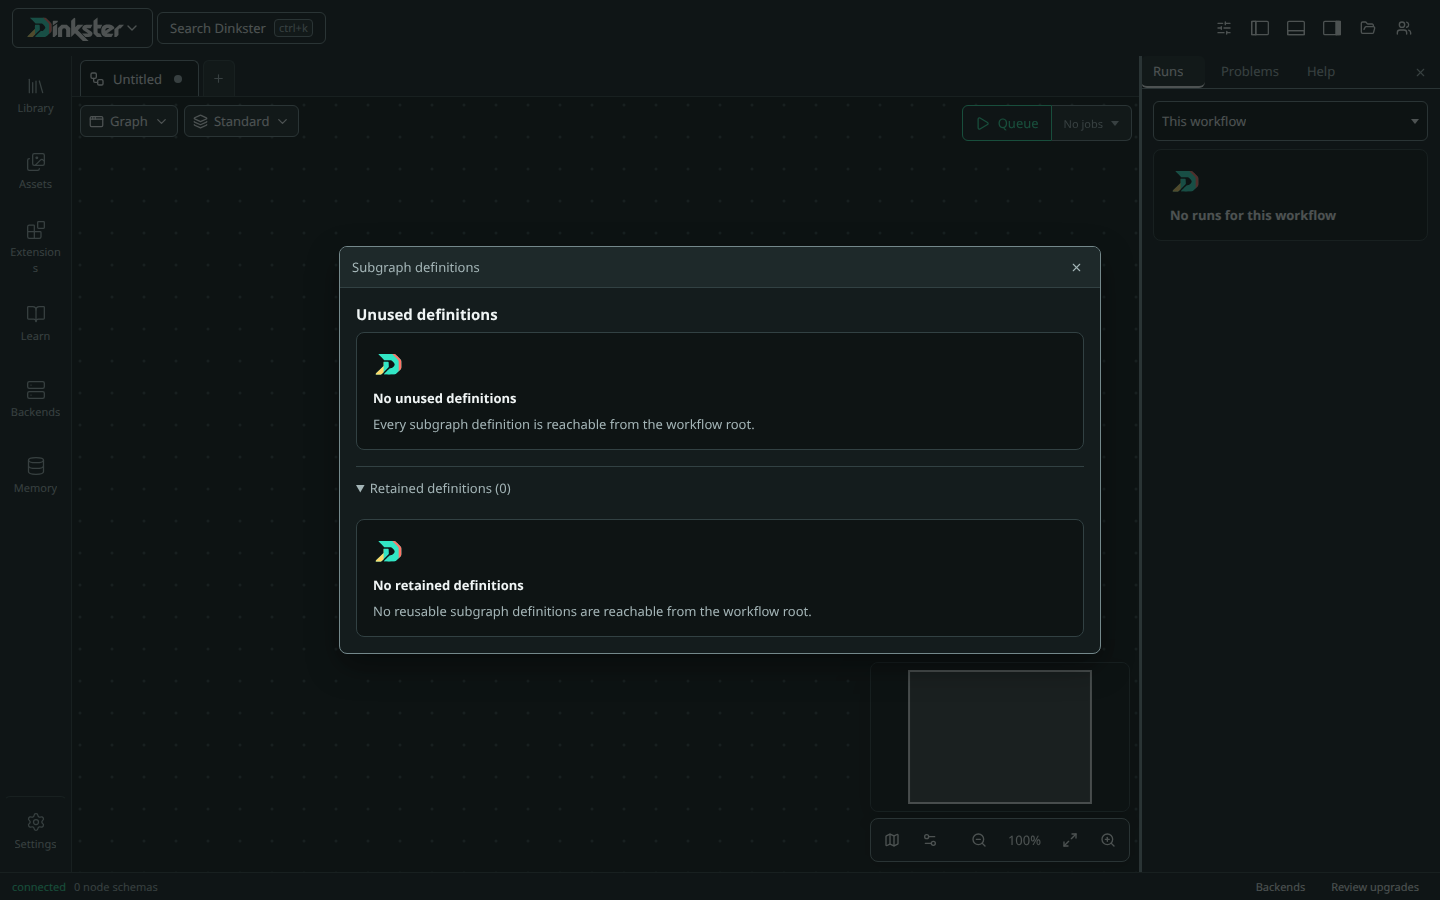 Dinkster
Search Dinkster ctrl+k
Library
Assets
Extension
s
Learn
Backends
Memory
Settings
Untitled
+
Graph
Standard
Queue
No jobs
Runs
Problems
Help
This workflow
No runs for this workflow
Subgraph definitions
Unused definitions
No unused definitions
Every subgraph definition is reachable from the workflow root.
Retained definitions (0)
No retained definitions
No reusable subgraph definitions are reachable from the workflow root.
100%
connected
0 node schemas
Backends
Review upgrades